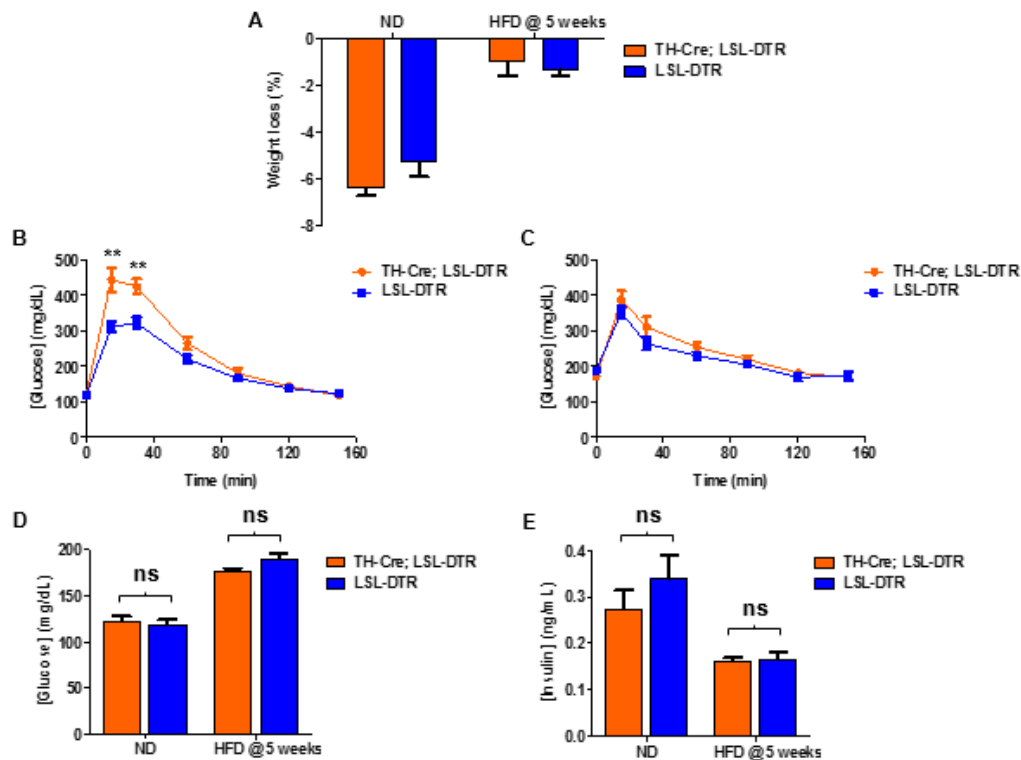 A
ND
HFD @ 5 weeks
0
-2
-4
-6
-8
Weight loss (%)
TH-Cre; LSL-DTR
LSL-DTR
B
500
400
300
200
100
0
[Glucose] (mg/dL)
**
**
TH-Cre; LSL-DTR
LSL-DTR
0
40
80
120
160
Time (min)
C
500
400
300
200
100
0
[Glucose] (mg/dL)
TH-Cre; LSL-DTR
LSL-DTR
0
40
80
120
160
Time (min)
D
200
150
100
50
0
[Glucose] (mg/dL)
ns
ns
TH-Cre; LSL-DTR
LSL-DTR
ND
HFD @5 weeks
E
0.4
0.3
0.2
0.1
0.0
[Insulin] (ng/mL)
ns
ns
TH-Cre; LSL-DTR
LSL-DTR
ND
HFD @5 weeks